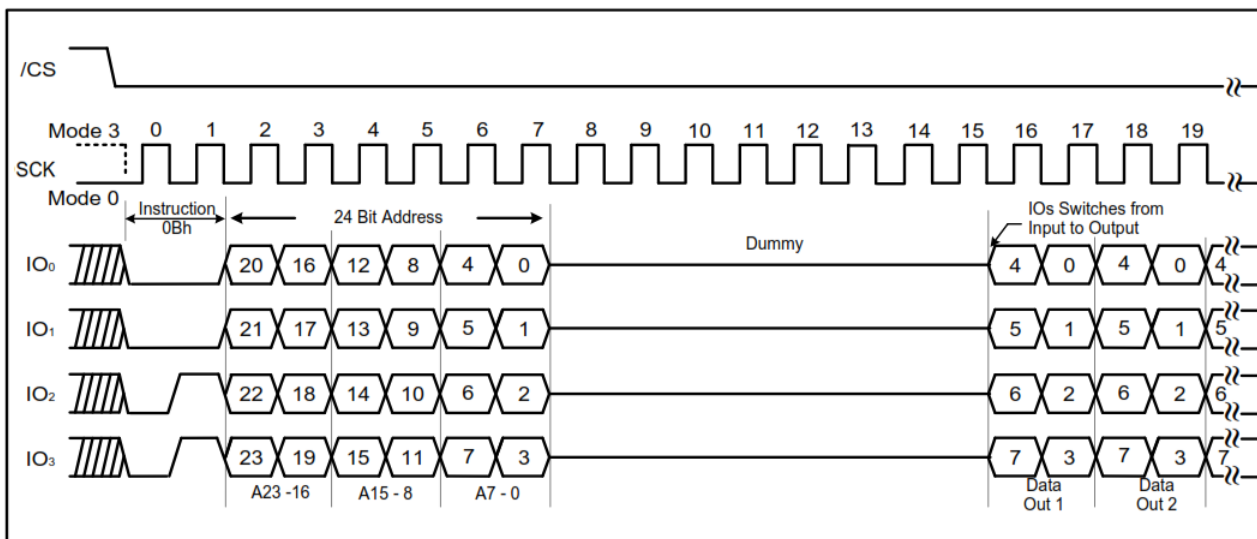 /CS
Mode 3 0 1 2 3 4 5 6 7 8 9 10 11 12 13 14 15 16 17 18 19
SCK
Mode 0
Instruction
0Bh
24 Bit Address
Dummy
IOs Switches from
Input to Output
IO0 20 16 12 8 4 0 4 0 4 0 4
IO1 21 17 13 9 5 1 5 1 5 1 5
IO2 22 18 14 10 6 2 6 2 6 2 6
IO3 23 19 15 11 7 3 7 3 7 3 7
A23 -16 A15 - 8 A7 - 0
Data
Out 1
Data
Out 2